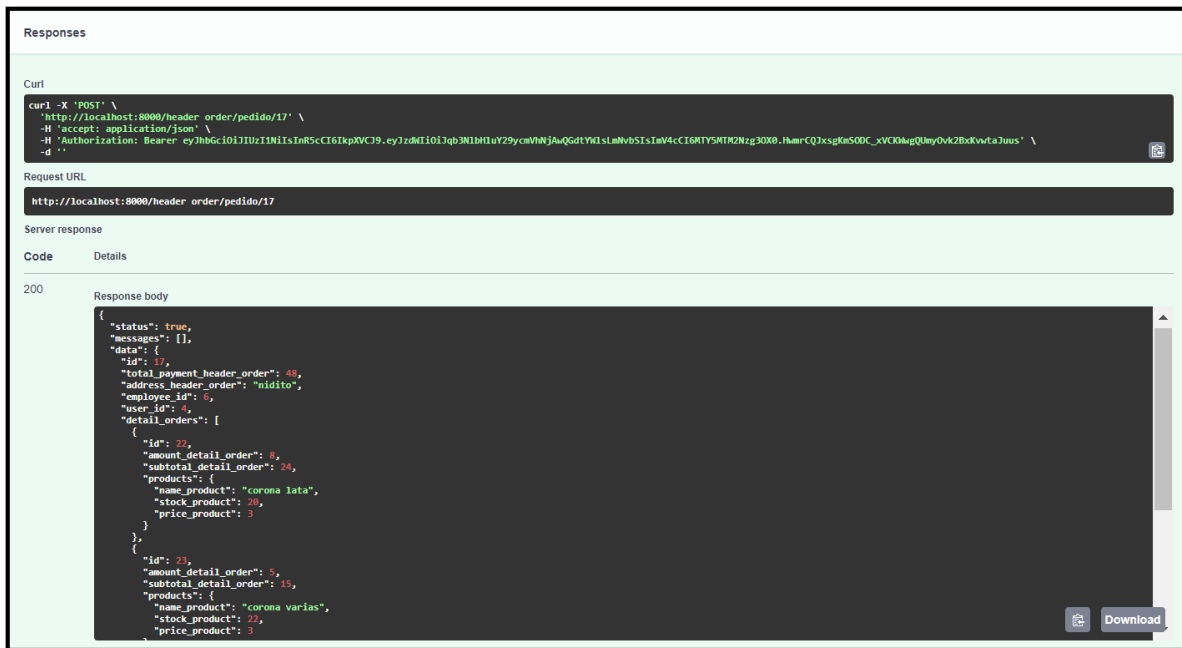 Responses
Curl
curl -X 'POST' \
'http://localhost:8000/header order/pedido/17' \
-H 'accept: application/json' \
-H 'Authorization: Bearer eyJhbGciOiJIUzI1NiIsInR5cCI6IkpXVCJ9.eyJzdWIiOiJqb3NlbHluY29ycmVhNjAwQGdtYWlsLmNvbSIsImV4cCI6MTY5MTM2Nzg3OX0.HwmrCQJxsgKmSODC_xVCKWwgQUmyOvk2BxKvwtaJuus' \
-d ''
Request URL
http://localhost:8000/header order/pedido/17
Server response
Code Details
200
Response body
{
"status": true,
"messages": [],
"data": {
"id": 17,
"total_payment_header_order": 48,
"address_header_order": "nidito",
"employee_id": 6,
"user_id": 4,
"detail_orders": [
{
"id": 22,
"amount_detail_order": 8,
"subtotal_detail_order": 24,
"products": {
"name_product": "corona lata",
"stock_product": 20,
"price_product": 3
}
},
{
"id": 23,
"amount_detail_order": 5,
"subtotal_detail_order": 15,
"products": {
"name_product": "corona varias",
"stock_product": 22,
"price_product": 3
Download